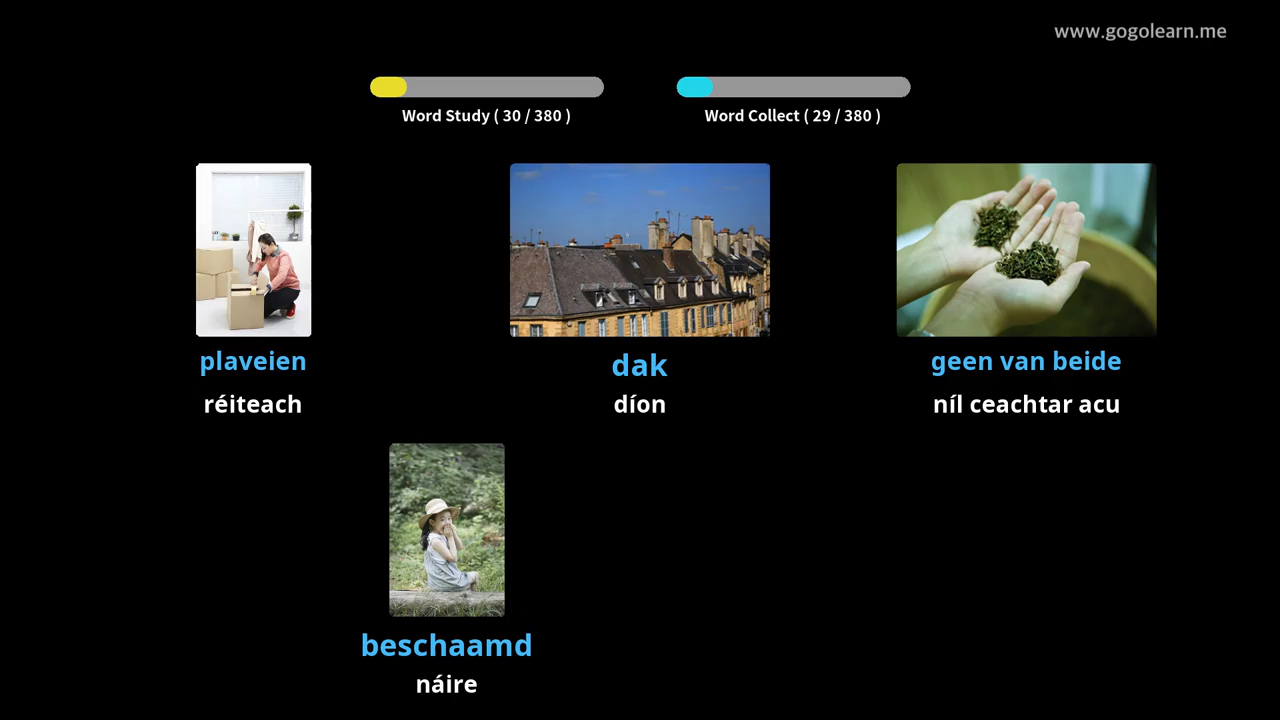 www.gogolearn.me
Word Study ( 30 / 380 )
Word Collect ( 29 / 380 )
plaveien
réiteach
dak
díon
geen van beide
níl ceachtar acu
beschaamd
náire